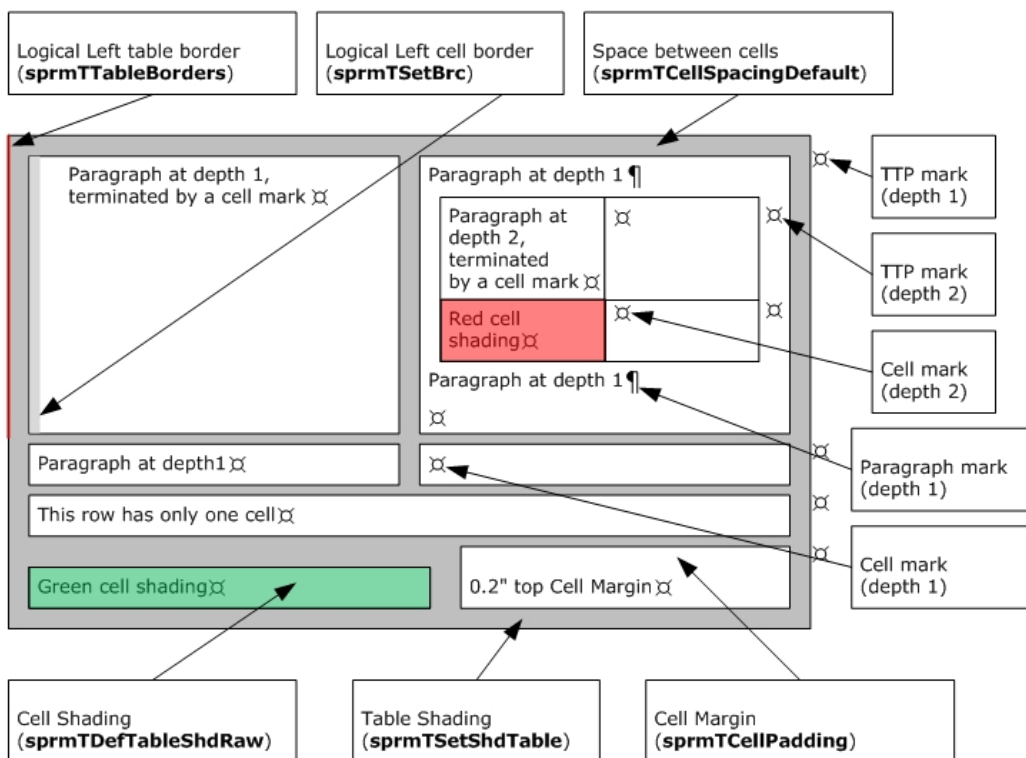 Logical Left table border
(sprmTTableBorders)
Logical Left cell border
(sprmTSetBrc)
Space between cells
(sprmTCellSpacingDefault)
Paragraph at depth 1,
terminated by a cell mark ¤
Paragraph at depth 1 ¶
Paragraph at
depth 2,
terminated
by a cell mark ¤
¤
¤
Red cell
shading¤
¤
¤
Paragraph at depth 1 ¶
¤
¤
TTP mark
(depth 1)
TTP mark
(depth 2)
Cell mark
(depth 2)
Paragraph mark
(depth 1)
Cell mark
(depth 1)
Paragraph at depth1¤
¤
¤
This row has only one cell¤
¤
Green cell shading¤
0.2" top Cell Margin ¤
¤
Cell Shading
(sprmTDefTableShdRaw)
Table Shading
(sprmTSetShdTable)
Cell Margin
(sprmTCellPadding)